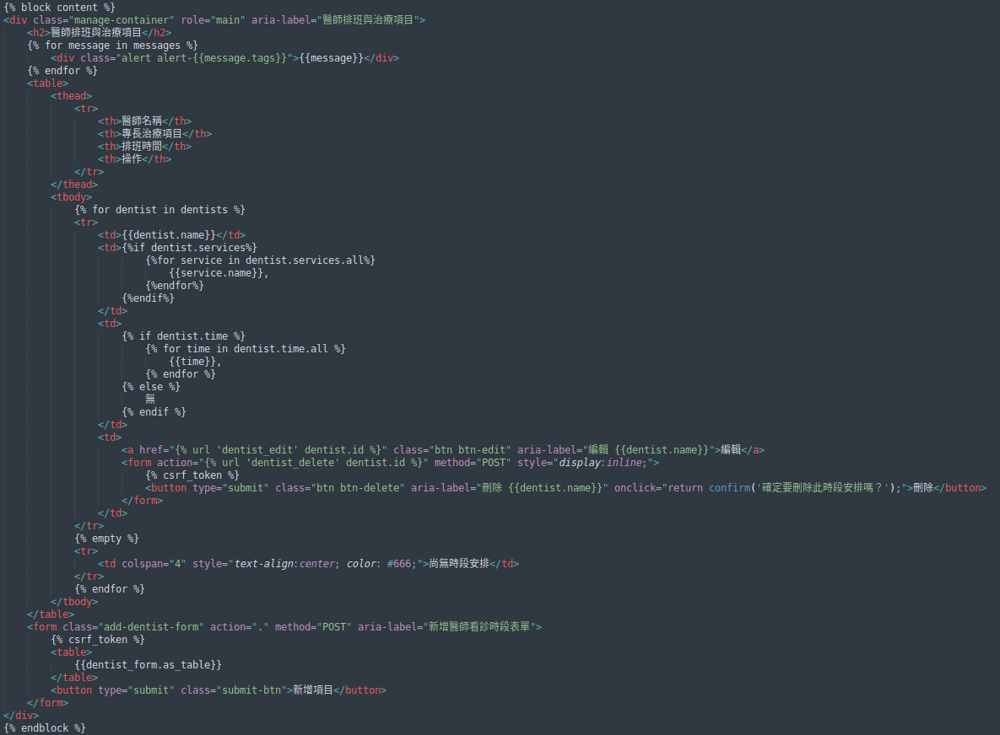 {% block content %}
<div class="manage-container" role="main" aria-label="醫師排班與治療項目">
    <h2>醫師排班與治療項目</h2>
    {% for message in messages %}
        <div class="alert alert-{{message.tags}}">{{message}}</div>
    {% endfor %}
    <table>
        <thead>
            <tr>
                <th>醫師名稱</th>
                <th>專長治療項目</th>
                <th>排班時間</th>
                <th>操作</th>
            </tr>
        </thead>
        <tbody>
            {% for dentist in dentists %}
            <tr>
                <td>{{dentist.name}}</td>
                <td>{%if dentist.services%}
                        {%for service in dentist.services.all%}
                            {{service.name}},
                        {%endfor%}
                    {%endif%}
                </td>
                <td>
                    {% if dentist.time %}
                        {% for time in dentist.time.all %}
                            {{time}},
                        {% endfor %}
                    {% else %}
                        無
                    {% endif %}
                </td>
                <td>
                    <a href="{% url 'dentist_edit' dentist.id %}" class="btn btn-edit" aria-label="編輯 {{dentist.name}}">編輯</a>
                    <form action="{% url 'dentist_delete' dentist.id %}" method="POST" style="display:inline;">
                        {% csrf_token %}
                        <button type="submit" class="btn btn-delete" aria-label="刪除 {{dentist.name}}" onclick="return confirm('確定要刪除此時段安排嗎？');">刪除</button>
                    </form>
                </td>
            </tr>
            {% empty %}
            <tr>
                <td colspan="4" style="text-align:center; color: #666;">尚無時段安排</td>
            </tr>
            {% endfor %}
        </tbody>
    </table>
    <form class="add-dentist-form" action="." method="POST" aria-label="新增醫師看診時段表單">
        {% csrf_token %}
        <table>
            {{dentist_form.as_table}}
        </table>
        <button type="submit" class="submit-btn">新增項目</button>
    </form>
</div>
{% endblock %}